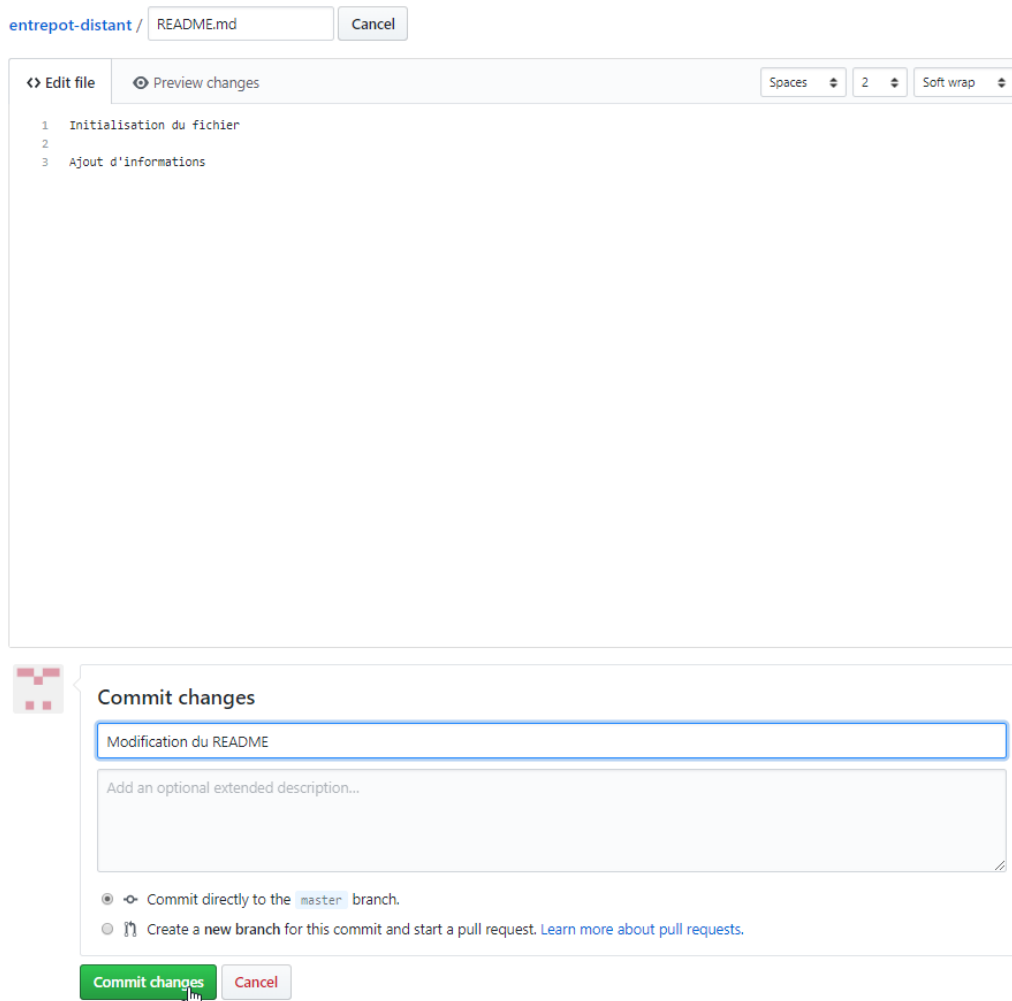 entrepot-distant / README.md Cancel
Edit file Preview changes Spaces 2 Soft wrap
1 Initialisation du fichier
2
3 Ajout d'informations
Commit changes
Modification du README
Add an optional extended description...
Commit directly to the master branch.
Create a new branch for this commit and start a pull request. Learn more about pull requests.
Commit changes Cancel